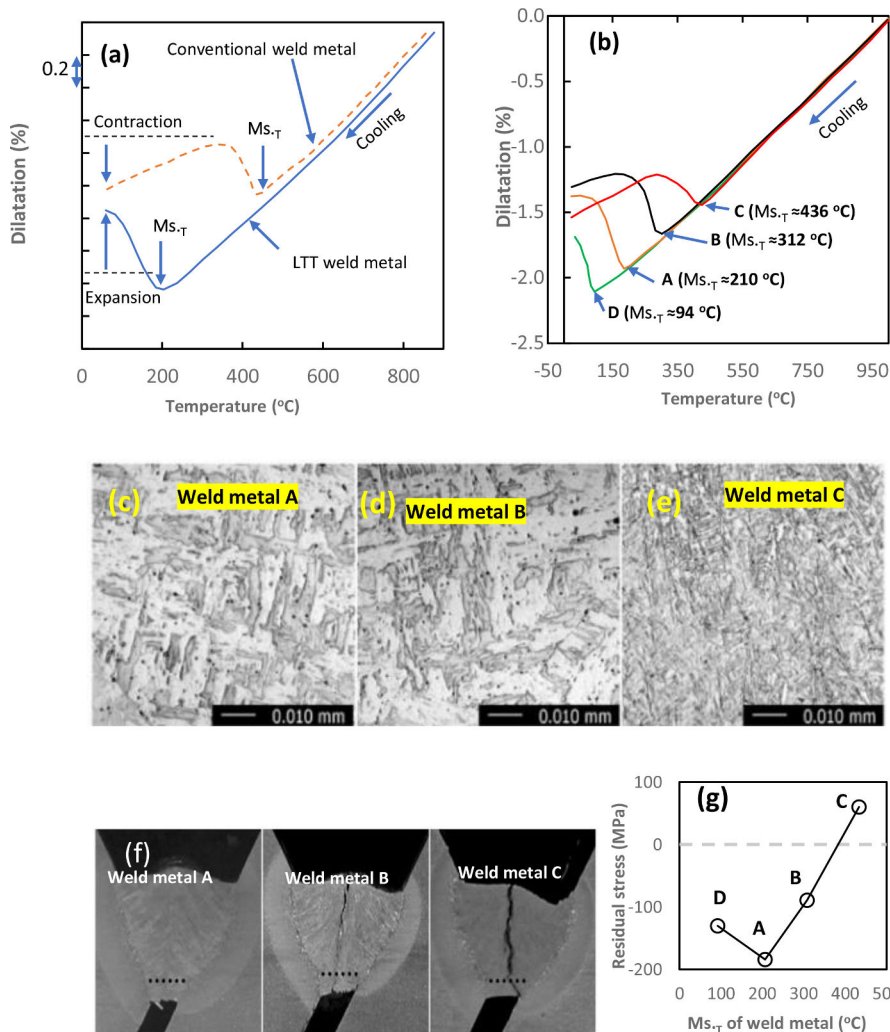 (a)
Conventional weld metal
0.2
Contraction
Ms.T
Cooling
Ms.T
LTT weld metal
Expansion
Dilatation (%)
0 200 400 600 800
Temperature (°C)
(b)
0.0
-0.5
-1.0
-1.5
-2.0
-2.5
Cooling
C (Ms.T ≈436 °C)
B (Ms.T ≈312 °C)
A (Ms.T ≈210 °C)
D (Ms.T ≈94 °C)
Dilatation (%)
-50 150 350 550 750 950
Temperature (°C)
(c)
Weld metal A
0.010 mm
(d)
Weld metal B
0.010 mm
(e)
Weld metal C
0.010 mm
(f)
Weld metal A
Weld metal B
Weld metal C
(g)
100
0
-100
-200
C
B
D
A
Residual stress (MPa)
0 100 200 300 400 50
Ms.T of weld metal (°C)